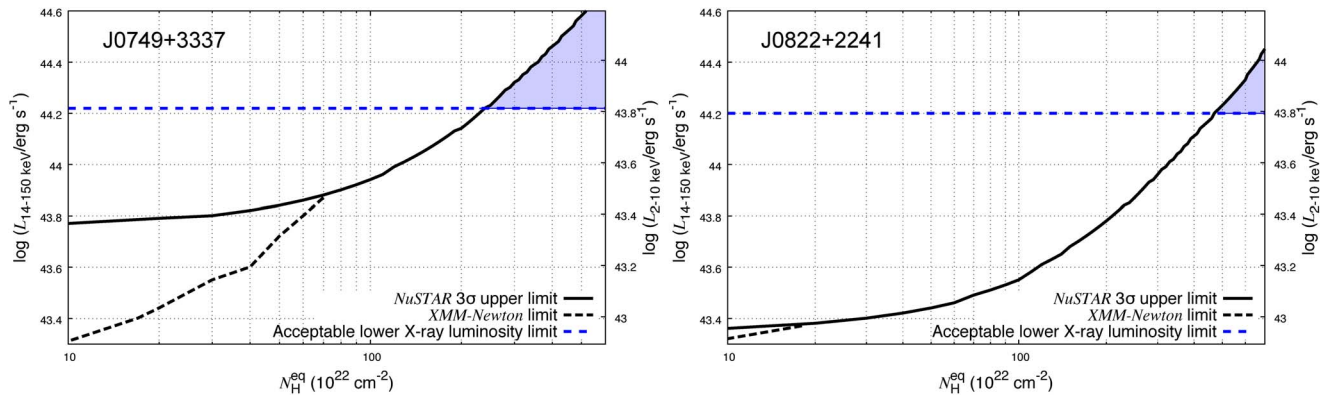 J0749+3337
log (L14-150 keV/erg s-1)
44.6
44.4
44.2
44
43.8
43.6
43.4
44
43.8
43.6
43.4
43.2
43
log (L2-10 keV/erg s-1)
NuSTAR 3σ upper limit
XMM-Newton limit
Acceptable lower X-ray luminosity limit
10
100
NHeq (1022 cm-2)
J0822+2241
log (L14-150 keV/erg s-1)
44.6
44.4
44.2
44
43.8
43.6
43.4
44
43.8
43.6
43.4
43.2
43
log (L2-10 keV/erg s-1)
NuSTAR 3σ upper limit
XMM-Newton limit
Acceptable lower X-ray luminosity limit
10
100
NHeq (1022 cm-2)